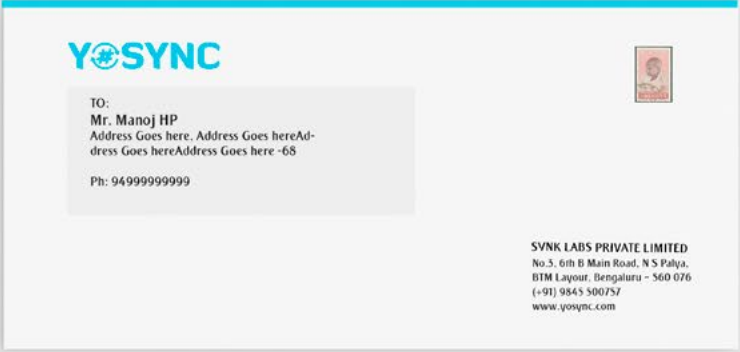 Y#SYNC
TO:
Mr. Manoj HP
Address Goes here. Address Goes hereAd-
dress Goes hereAddress Goes here -68
Ph: 94999999999
SVNK LABS PRIVATE LIMITED
No.3, 6th B Main Road, N S Palya,
BTM Layout, Bengaluru – 560 076
(+91) 9845 500757
www.yosync.com